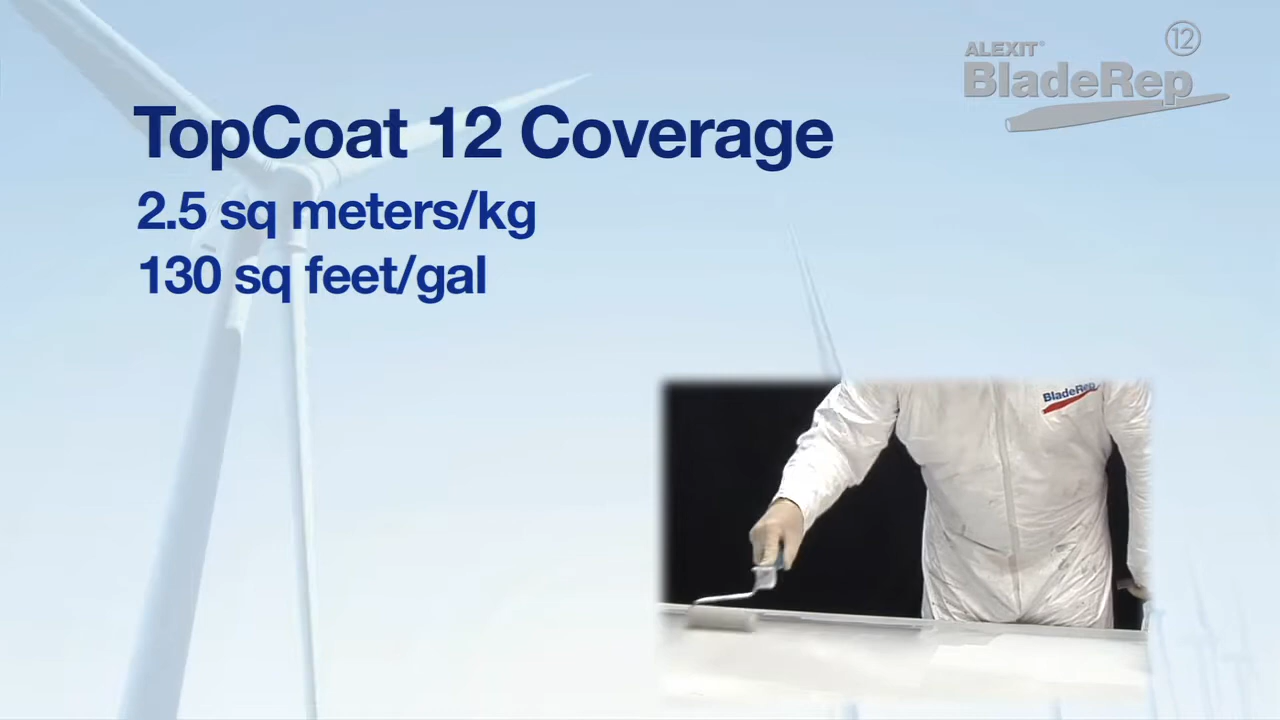 12
ALEXIT®
BladeRep
TopCoat 12 Coverage
2.5 sq meters/kg
130 sq feet/gal
BladeRep